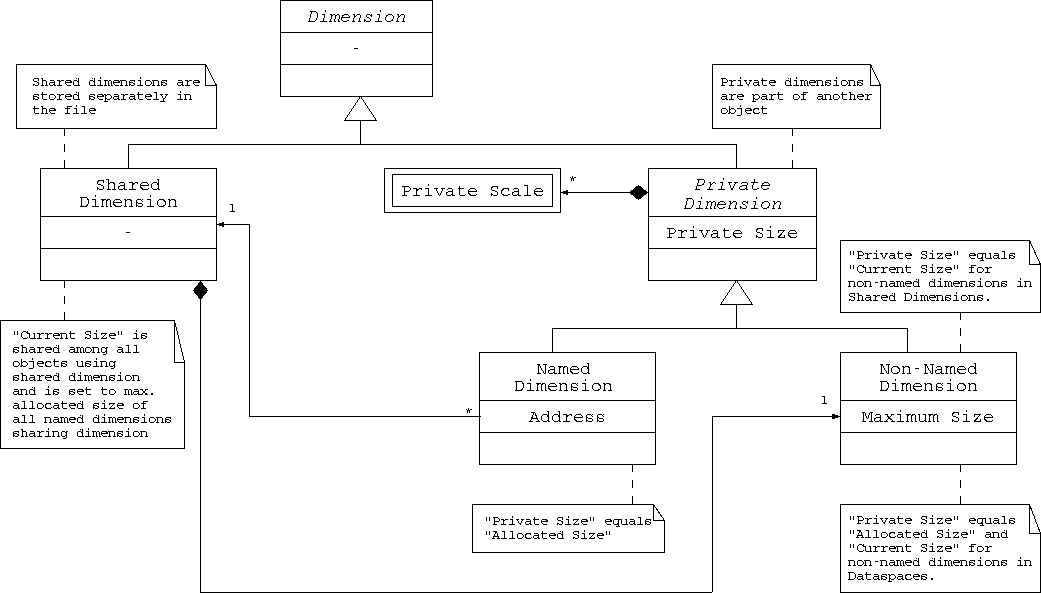 Dimension
-
Shared dimensions are
stored separately in
the file
Private dimensions
are part of another
object
Shared
Dimension
-
1
Private Scale
*
Private
Dimension
Private Size
"Private Size" equals
"Current Size" for
non-named dimensions in
Shared Dimensions.
"Current Size" is
shared among all
objects using
shared dimension
and is set to max.
allocated size of
all named dimensions
sharing dimension
*
Named
Dimension
Address
1
Non-Named
Dimension
Maximum Size
"Private Size" equals
"Allocated Size"
"Private Size" equals
"Allocated Size" and
"Current Size" for
non-named dimensions in
Dataspaces.